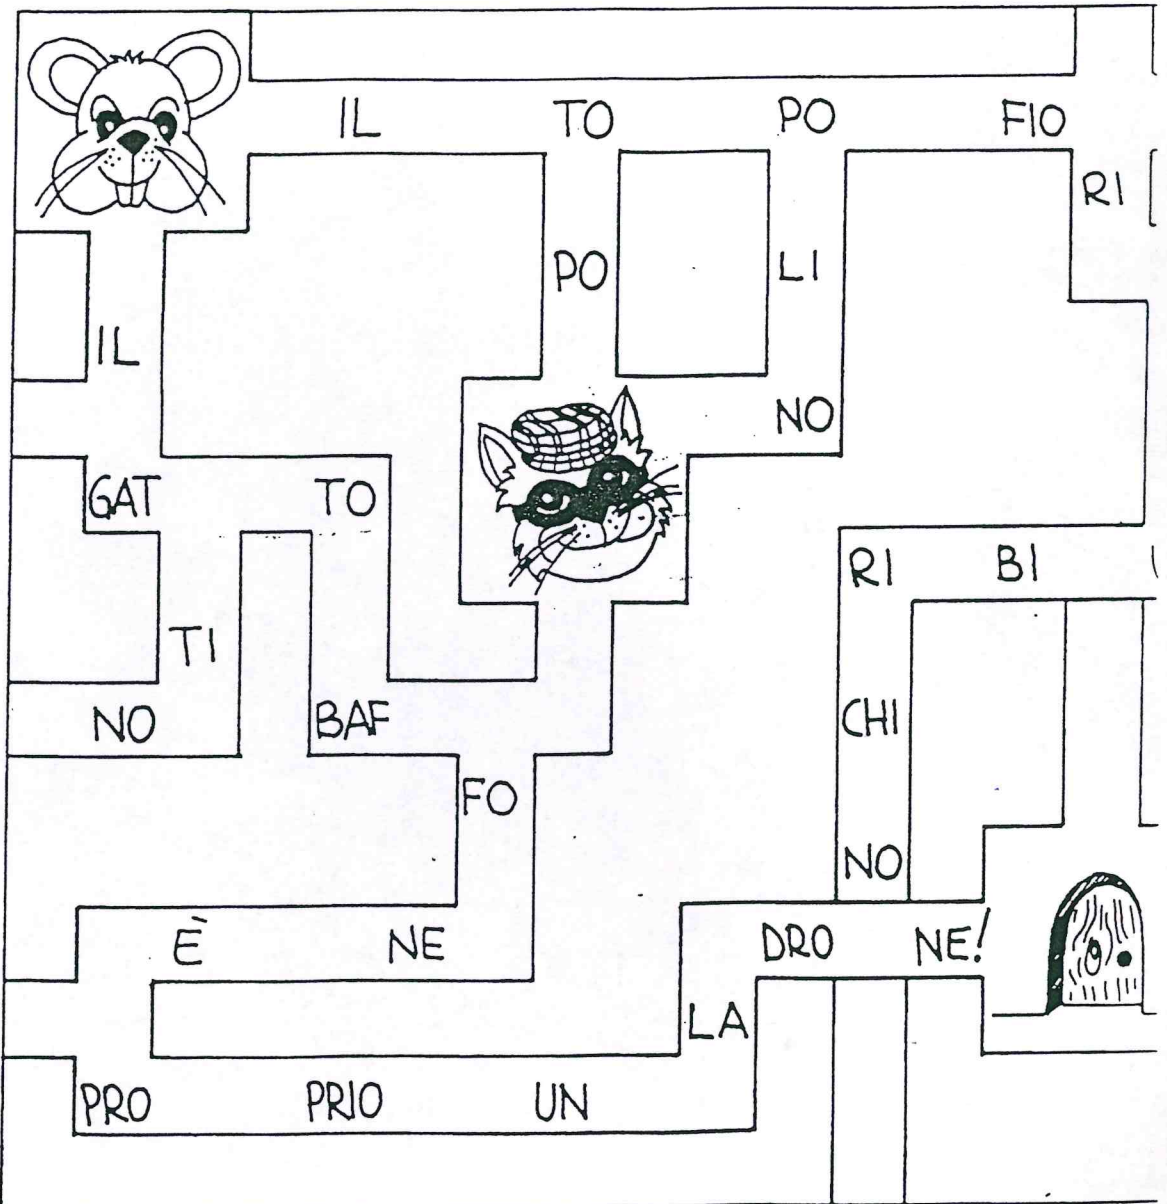 IL TO PO FIO
RI
PO LI
IL
NO
GAT TO
RI BI
TI
NO BAF CHI
FO
NO
È NE DRO NE!
LA
PRO PRIO UN